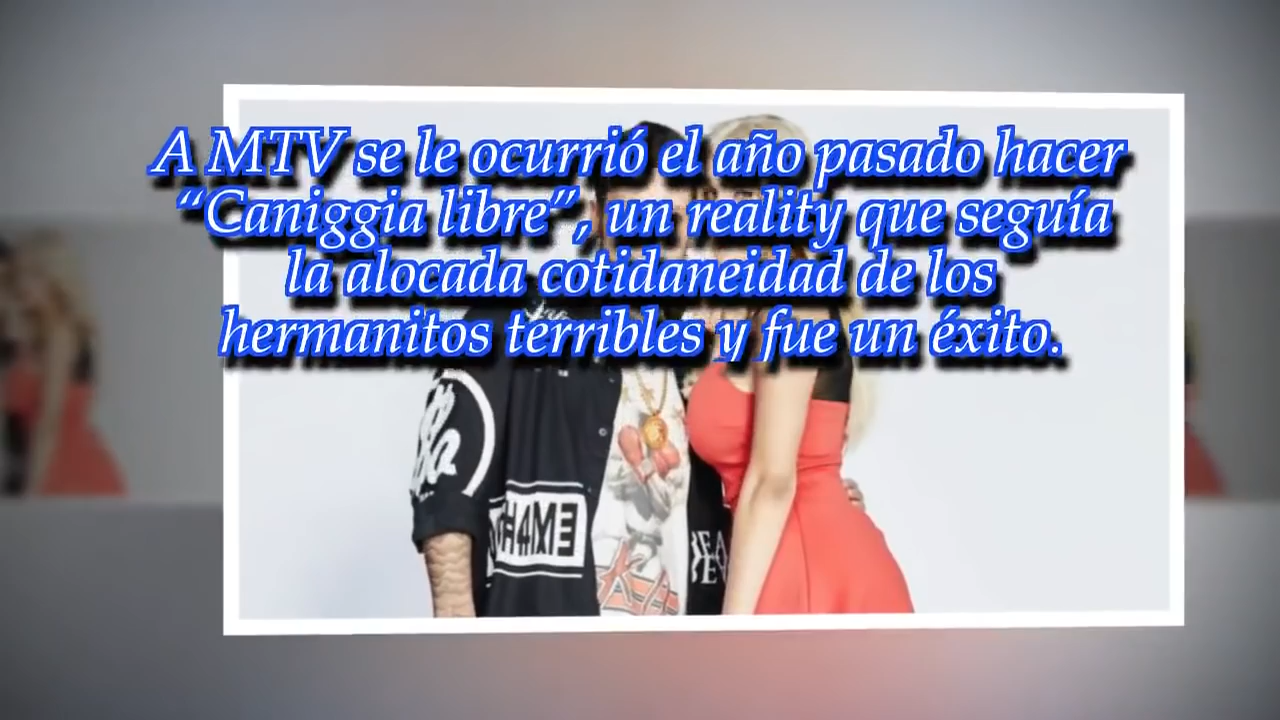 A MTV se le ocurrió el año pasado hacer
“Caniggia libre”, un reality que seguía
la alocada cotidaneidad de los
hermanitos terribles y fue un éxito.